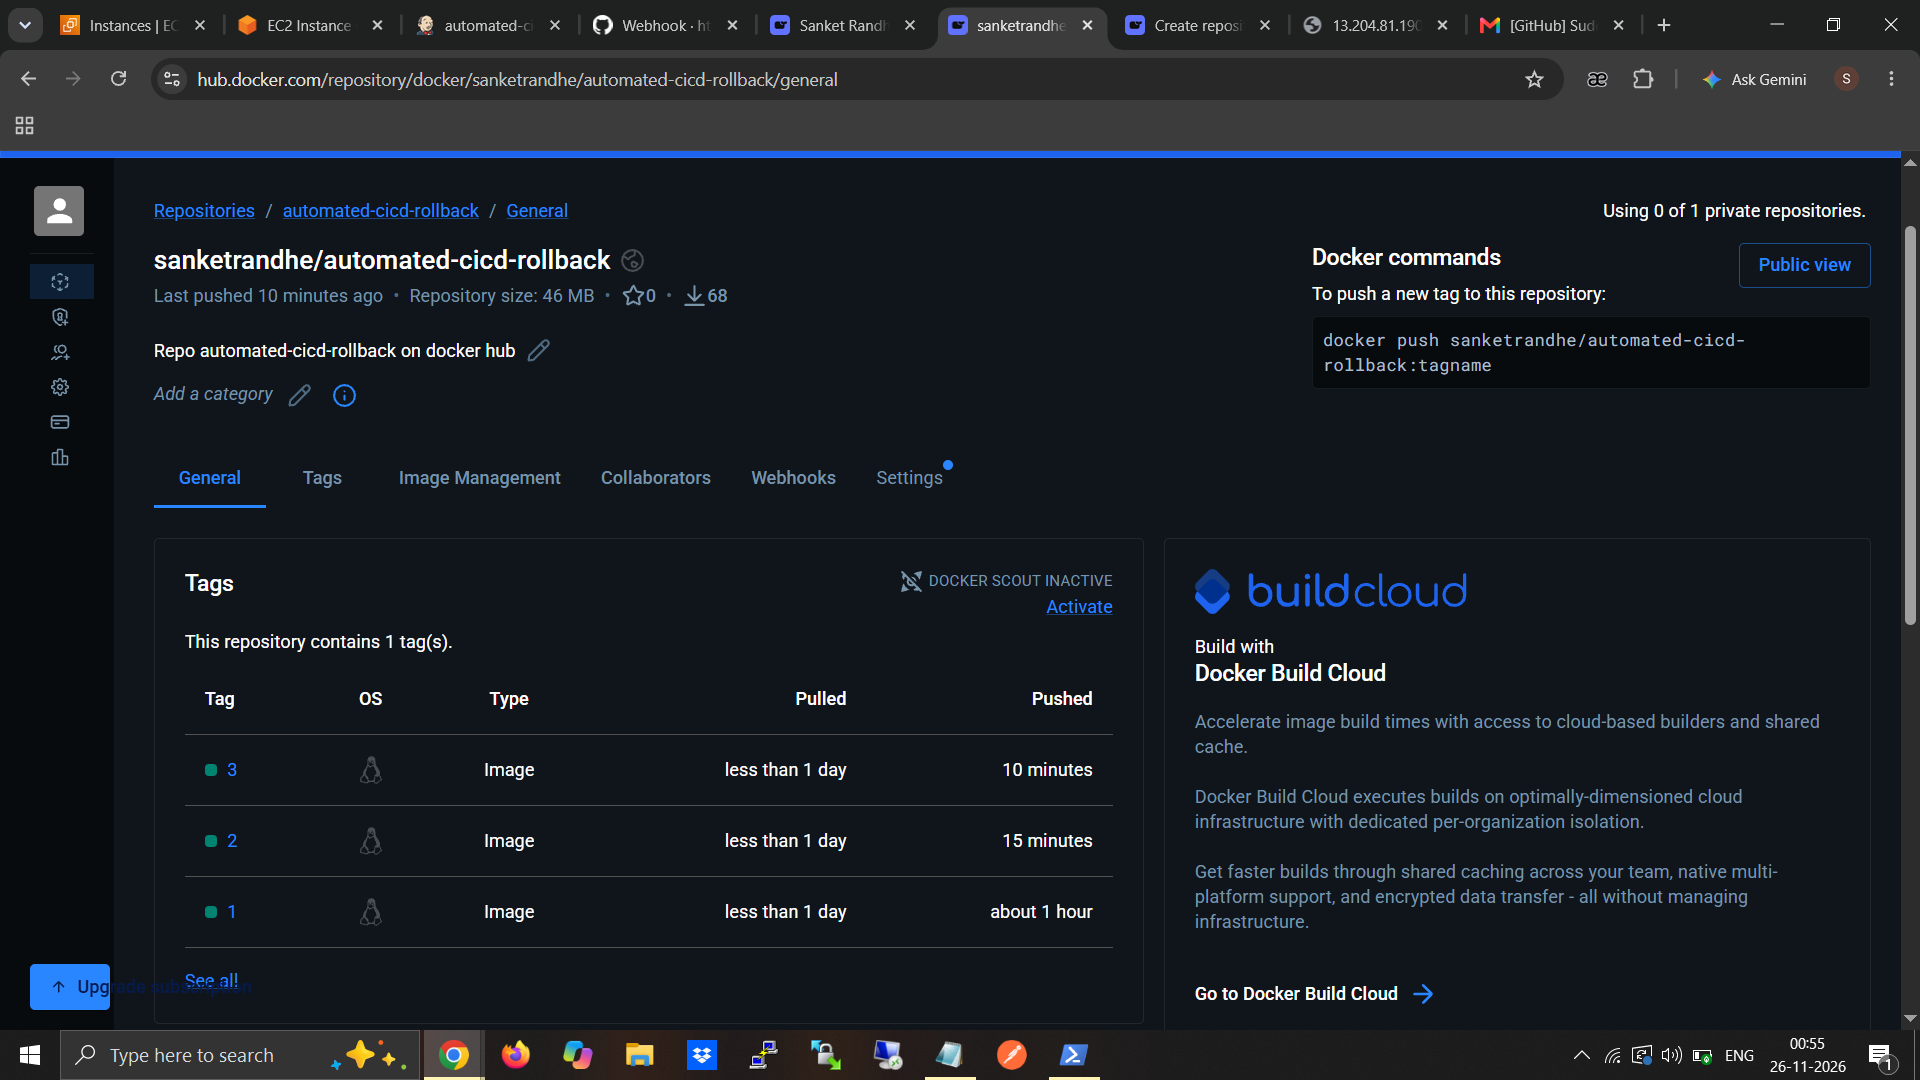 Instances | EC
EC2 Instance
automated-ci
Webhook · ht
Sanket Randh
sanketrandhe
Create reposi
13.204.81.190
[GitHub] Sud
hub.docker.com/repository/docker/sanketrandhe/automated-cicd-rollback/general
Ask Gemini
S
Repositories / automated-cicd-rollback / General
Using 0 of 1 private repositories.
sanketrandhe/automated-cicd-rollback
Last pushed 10 minutes ago • Repository size: 46 MB • 0 • 68
Repo automated-cicd-rollback on docker hub
Add a category
Docker commands
Public view
To push a new tag to this repository:
docker push sanketrandhe/automated-cicd-
rollback:tagname
General
Tags
Image Management
Collaborators
Webhooks
Settings
Tags
DOCKER SCOUT INACTIVE
Activate
This repository contains 1 tag(s).
Tag OS Type Pulled Pushed
3 Image less than 1 day 10 minutes
2 Image less than 1 day 15 minutes
1 Image less than 1 day about 1 hour
See all
Upgrade subscription
buildcloud
Build with
Docker Build Cloud
Accelerate image build times with access to cloud-based builders and shared
cache.
Docker Build Cloud executes builds on optimally-dimensioned cloud
infrastructure with dedicated per-organization isolation.
Get faster builds through shared caching across your team, native multi-
platform support, and encrypted data transfer - all without managing
infrastructure.
Go to Docker Build Cloud
Type here to search
ENG
00:55
26-11-2026
1